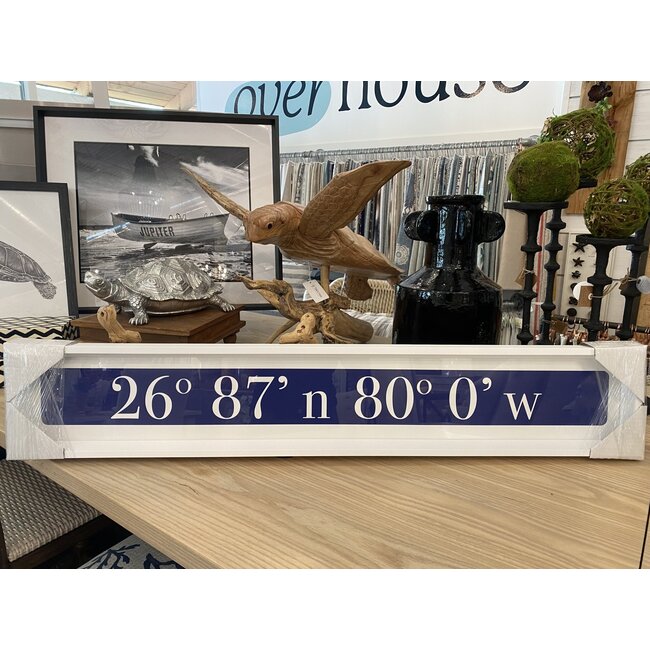 over house
JUPITER
26° 87' n 80° 0' w